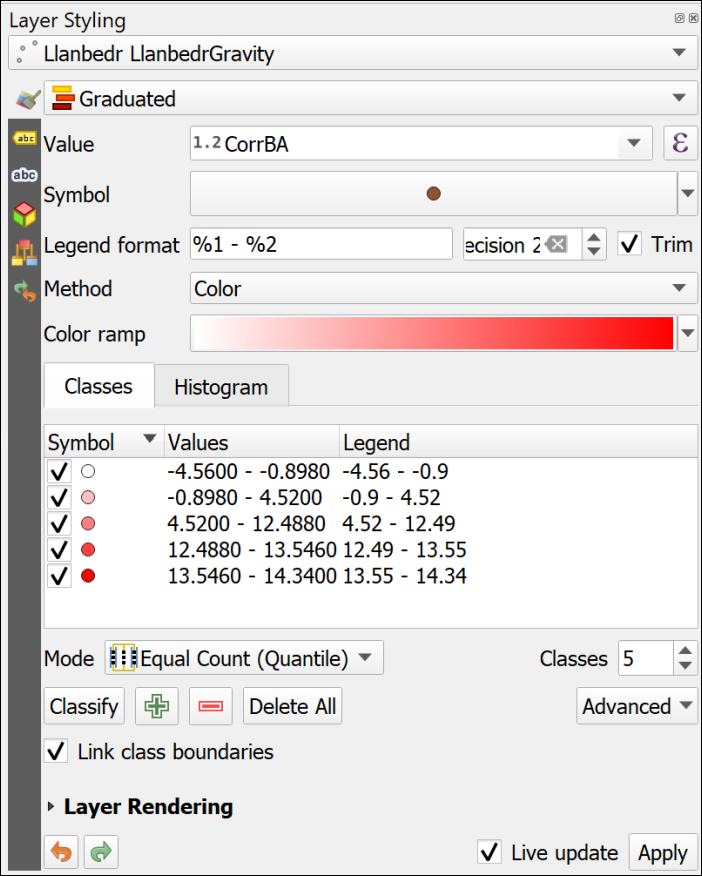 Layer Styling
Llanbedr LlanbedrGravity
Graduated
abc
Value 1.2 CorrBA ε
abc
Symbol
Legend format %1 - %2 ecision 2 Trim
Method Color
Color ramp
Classes Histogram
Symbol Values Legend
-4.5600 - -0.8980 -4.56 - -0.9
-0.8980 - 4.5200 -0.9 - 4.52
4.5200 - 12.4880 4.52 - 12.49
12.4880 - 13.5460 12.49 - 13.55
13.5460 - 14.3400 13.55 - 14.34
Mode Equal Count (Quantile) Classes 5
Classify Delete All Advanced
Link class boundaries
Layer Rendering
Live update Apply